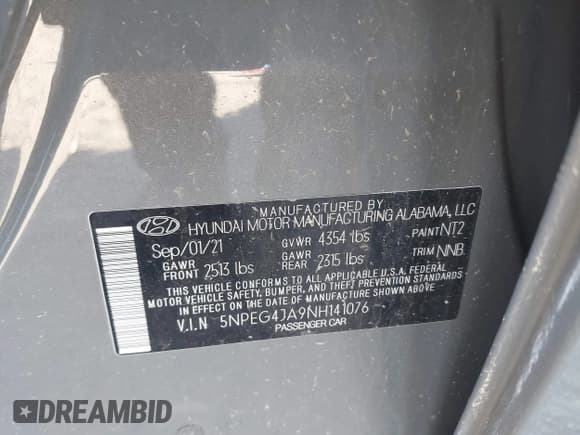 MANUFACTURED BY
HYUNDAI MOTOR MANUFACTURING ALABAMA, LLC
Sep/01/21 GVWR 4354 lbs PAINT NT2
GAWR FRONT 2513 lbs GAWR REAR 2315 lbs TRIM NNB
THIS VEHICLE CONFORMS TO ALL APPLICABLE U.S.A. FEDERAL
MOTOR VEHICLE SAFETY, BUMPER, AND THEFT PREVENTION STANDARDS
IN EFFECT ON THE DATE OF MANUFACTURE SHOWN ABOVE.
V.I.N 5NPEG4JA9NH141076
PASSENGER CAR
DREAMBID